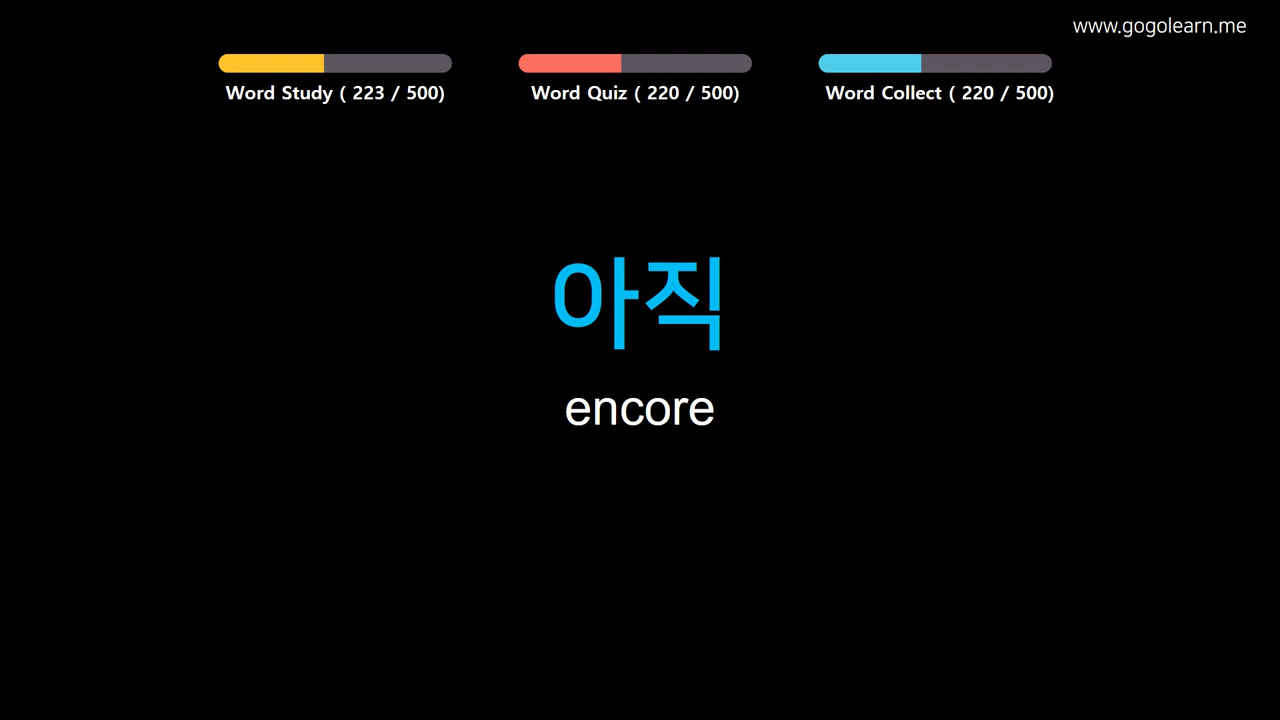 www.gogolearn.me
Word Study ( 223 / 500)
Word Quiz ( 220 / 500)
Word Collect ( 220 / 500)
아직
encore